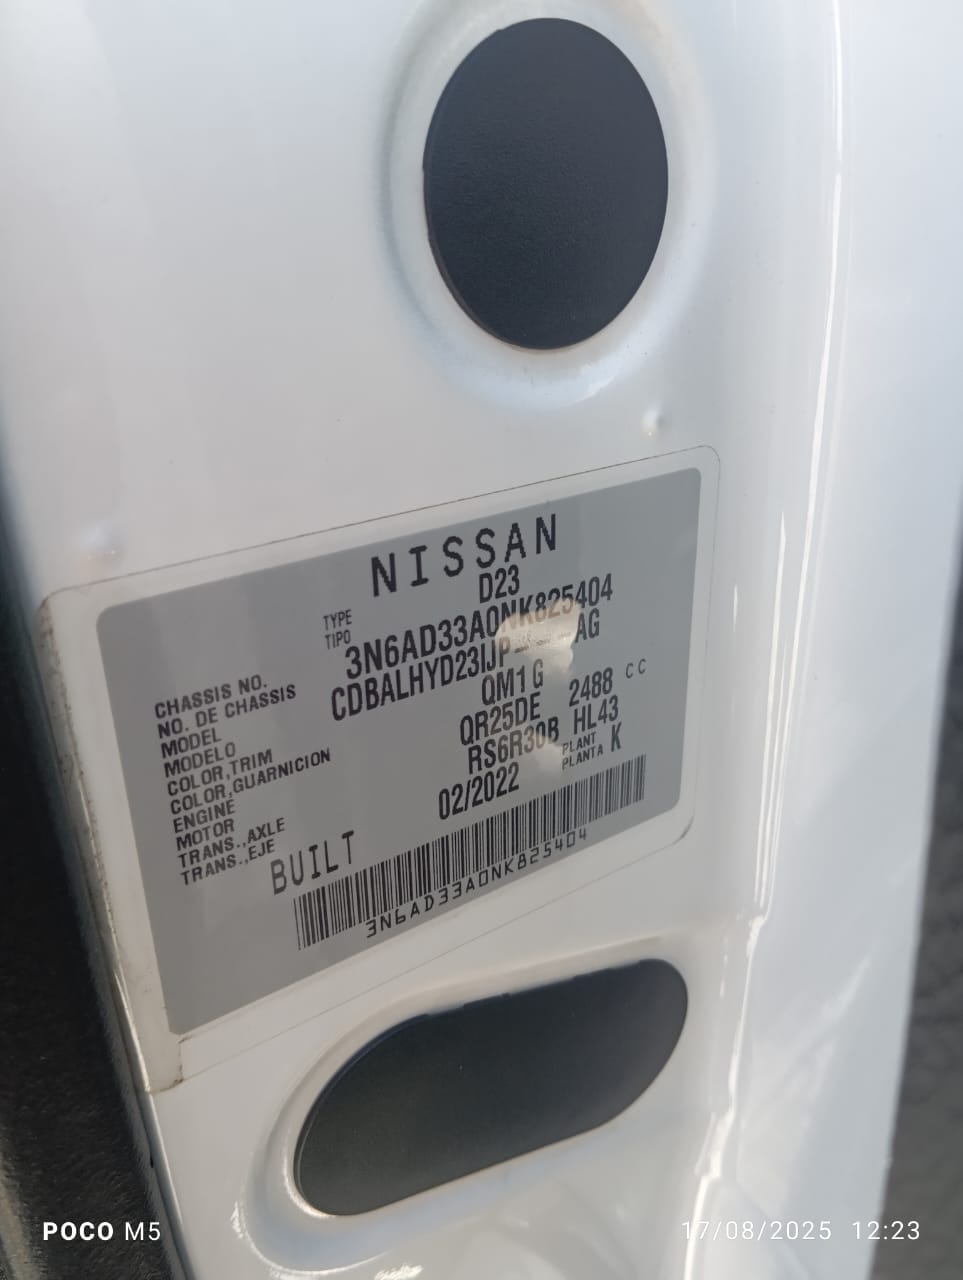 NISSAN
TYPE
TIPO
D23
CHASSIS NO.
NO. DE CHASSIS
3N6AD33A0NK825404
MODEL
MODELO
CDBALHYD23IJP-----AG
COLOR,TRIM
COLOR,GUARNICION
QM1 G
ENGINE
MOTOR
QR25DE 2488 CC
TRANS.,AXLE
TRANS.,EJE
RS6R30B HL43
BUILT 02/2022
PLANT
PLANTA
K
3N6AD33A0NK825404
POCO M5
17/08/2025 12:23